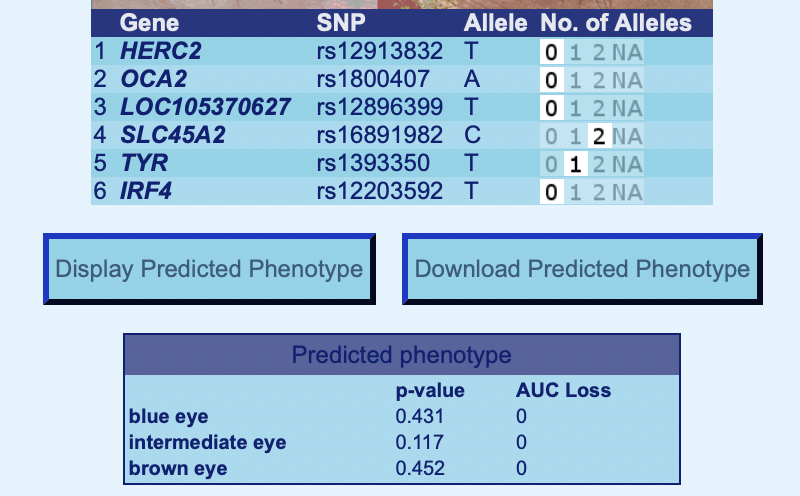 Gene SNP Allele No. of Alleles
1 HERC2 rs12913832 T 0 1 2 NA
2 OCA2 rs1800407 A 0 1 2 NA
3 LOC105370627 rs12896399 T 0 1 2 NA
4 SLC45A2 rs16891982 C 0 1 2 NA
5 TYR rs1393350 T 0 1 2 NA
6 IRF4 rs12203592 T 0 1 2 NA
Display Predicted Phenotype Download Predicted Phenotype
Predicted phenotype
p-value AUC Loss
blue eye 0.431 0
intermediate eye 0.117 0
brown eye 0.452 0